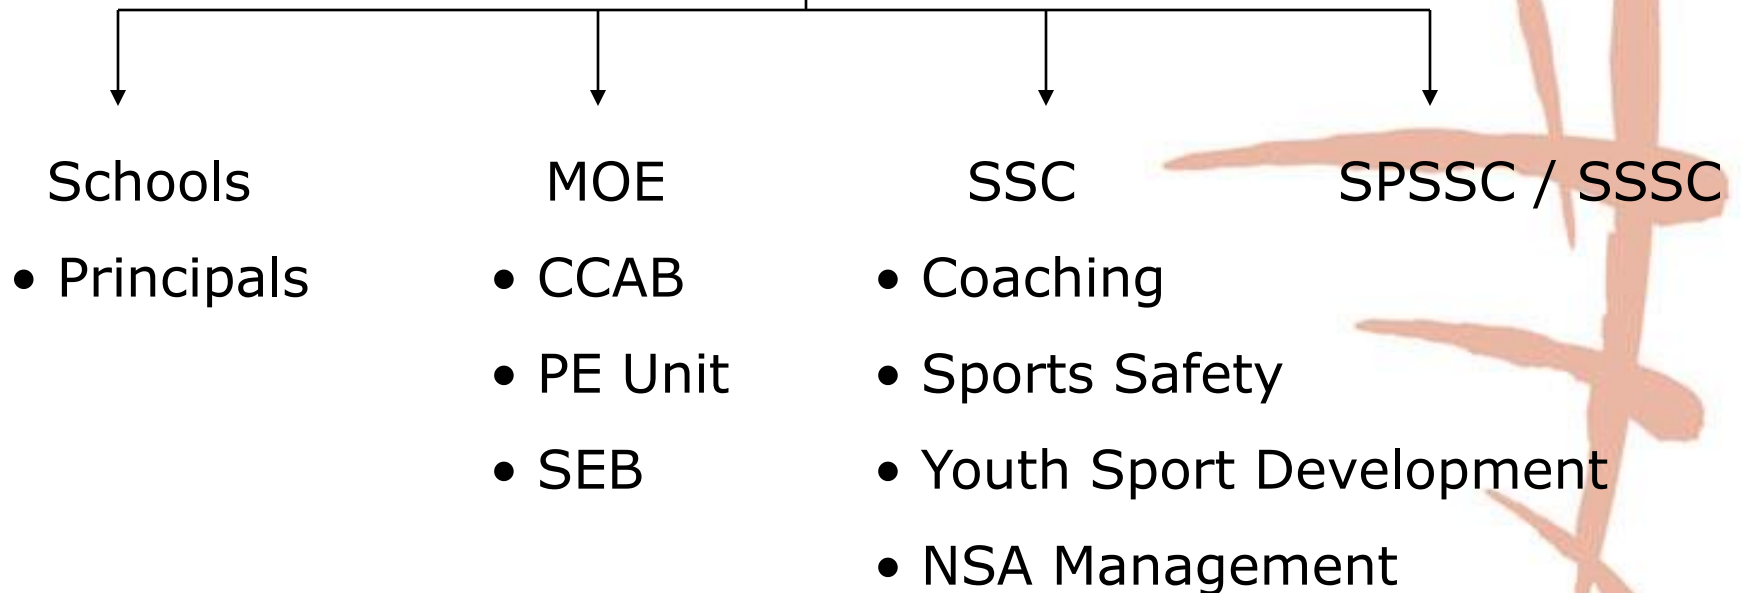 Schools MOE SSC SPSSC / SSSC
• Principals • CCAB • Coaching
• PE Unit • Sports Safety
• SEB • Youth Sport Development
• NSA Management